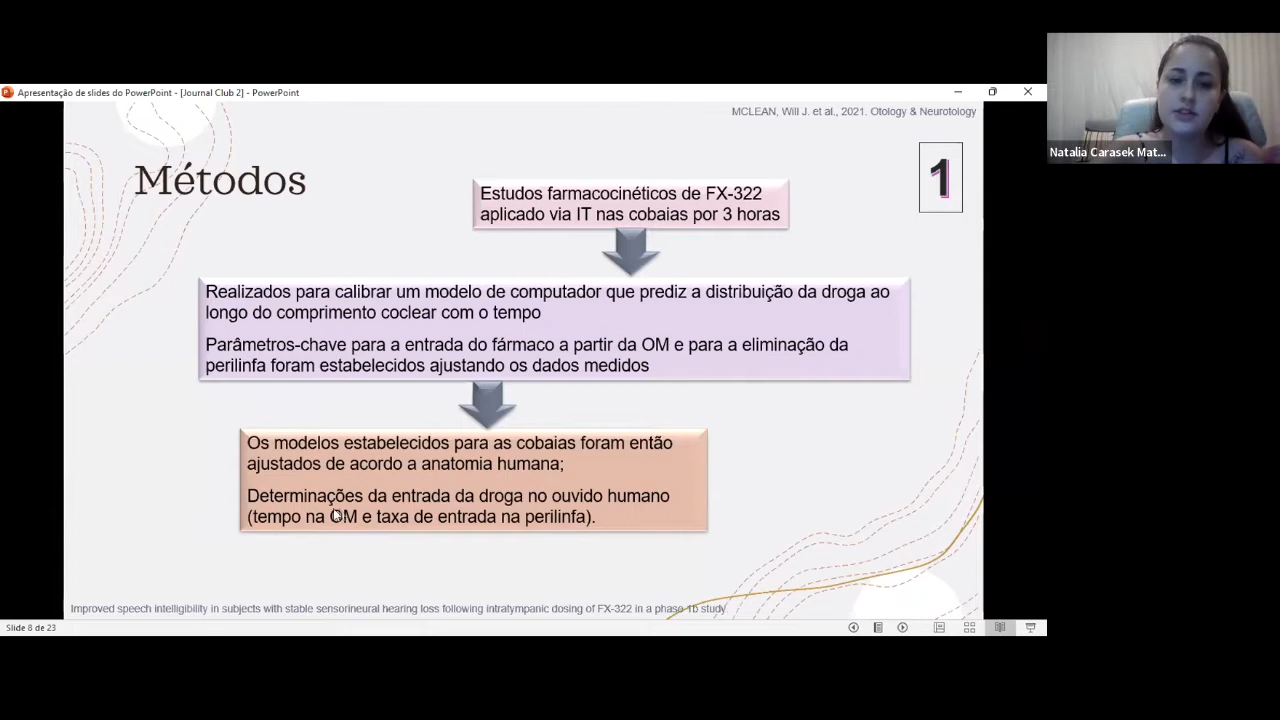 Apresentação de slides do PowerPoint - [Journal Club 2] - PowerPoint
MCLEAN, Will J. et al., 2021. Otology & Neurotology
Natalia Carasek Mat...
Métodos
1
Estudos farmacocinéticos de FX-322
aplicado via IT nas cobaias por 3 horas
Realizados para calibrar um modelo de computador que prediz a distribuição da droga ao
longo do comprimento coclear com o tempo
Parâmetros-chave para a entrada do fármaco a partir da OM e para a eliminação da
perilinfa foram estabelecidos ajustando os dados medidos
Os modelos estabelecidos para as cobaias foram então
ajustados de acordo a anatomia humana;
Determinações da entrada da droga no ouvido humano
(tempo na OM e taxa de entrada na perilinfa).
Improved speech intelligibility in subjects with stable sensorineural hearing loss following intratympanic dosing of FX-322 in a phase 1b study
Slide 8 de 23